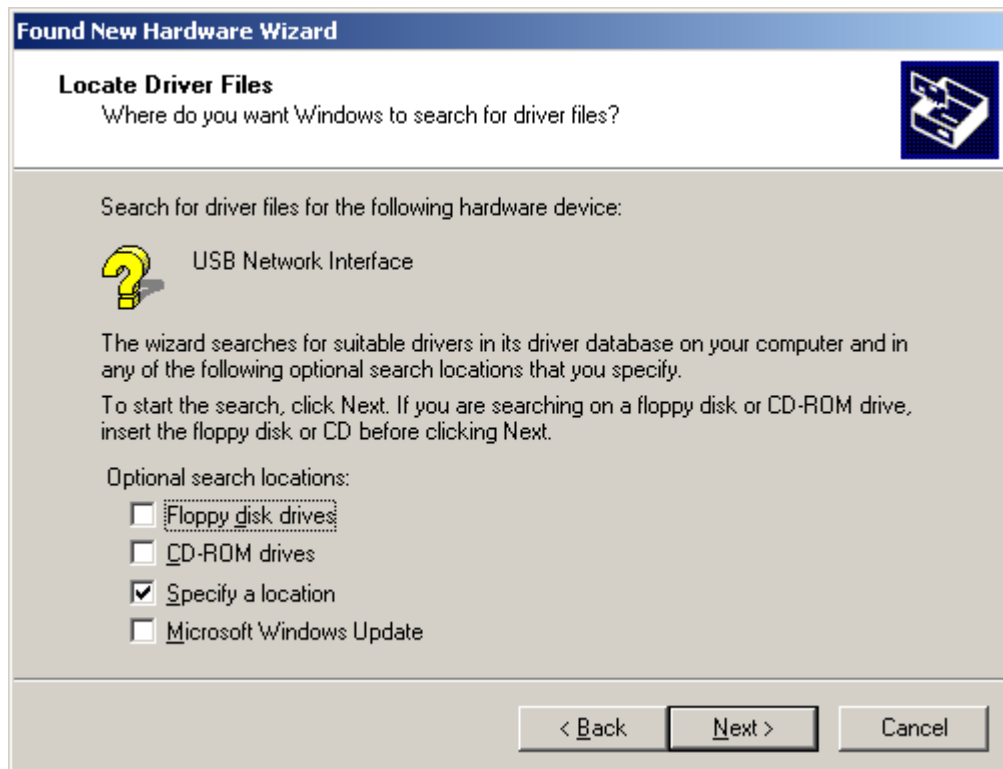 Found New Hardware Wizard
Locate Driver Files
Where do you want Windows to search for driver files?
Search for driver files for the following hardware device:
USB Network Interface
The wizard searches for suitable drivers in its driver database on your computer and in
any of the following optional search locations that you specify.
To start the search, click Next. If you are searching on a floppy disk or CD-ROM drive,
insert the floppy disk or CD before clicking Next.
Optional search locations:
Floppy disk drives
CD-ROM drives
Specify a location
Microsoft Windows Update
< Back
Next >
Cancel